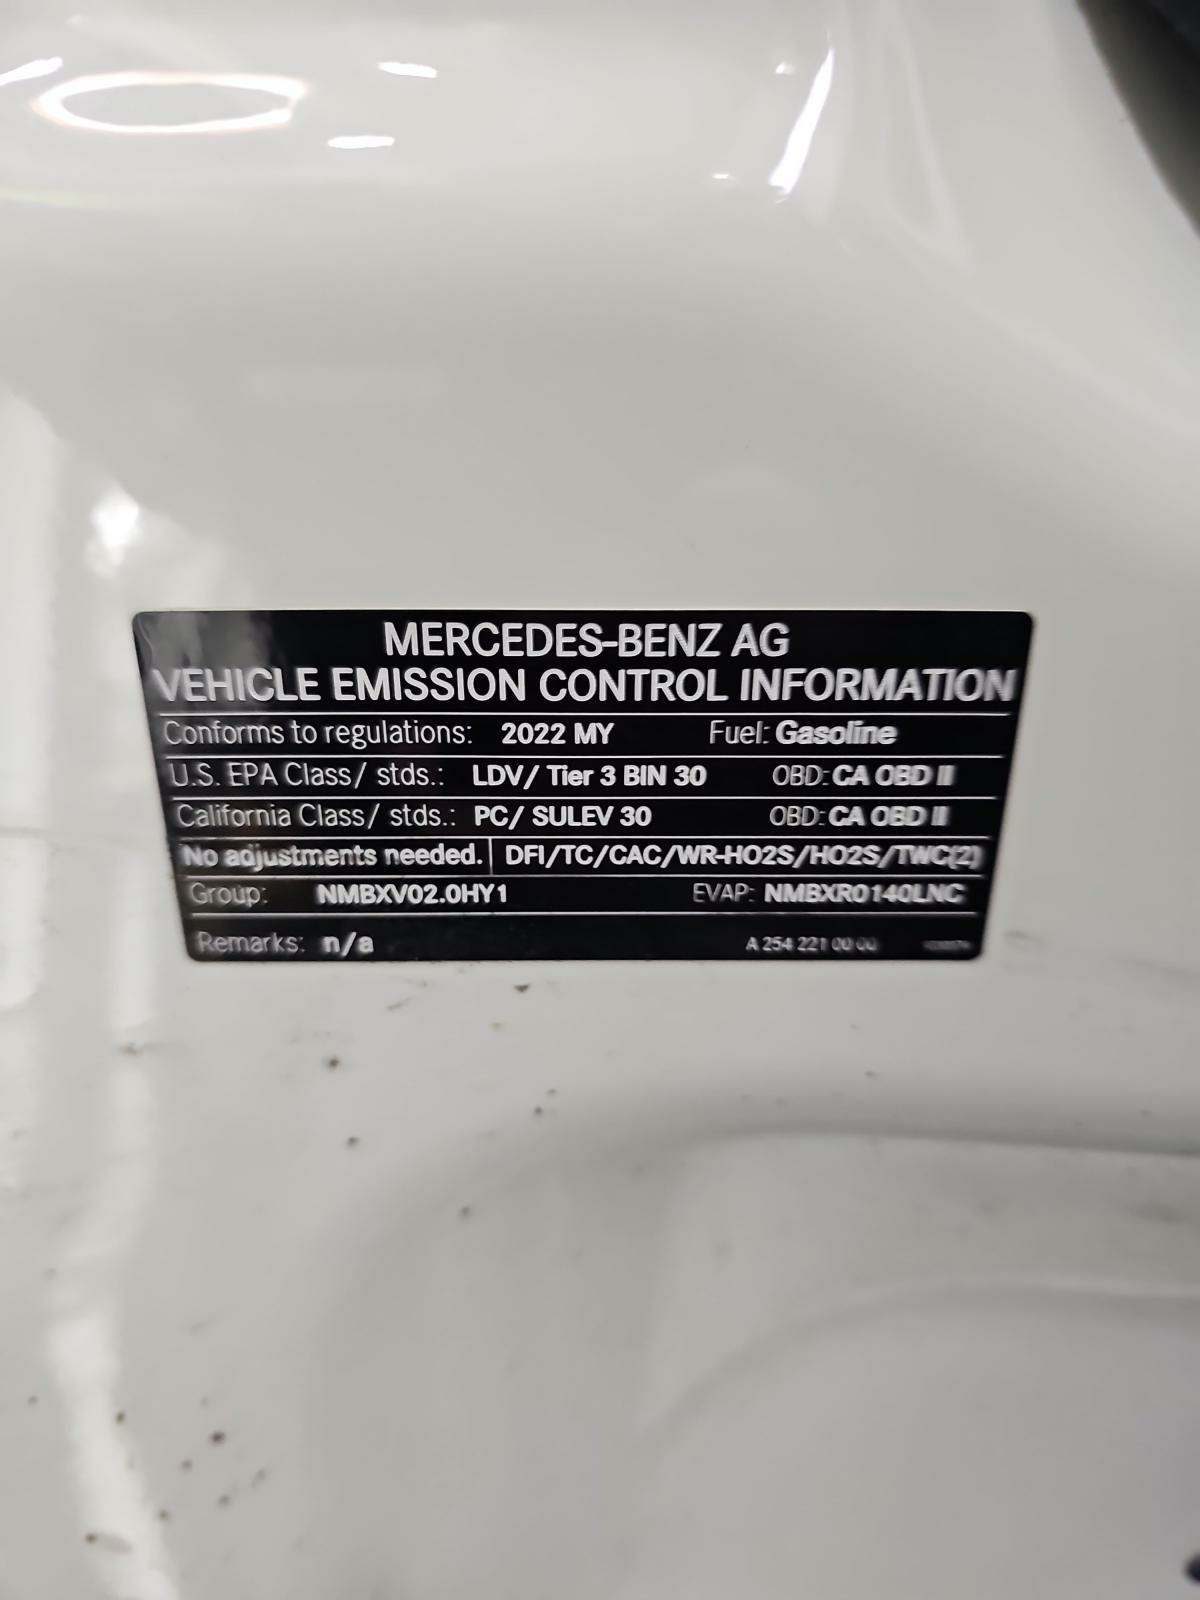 MERCEDES-BENZ AG
VEHICLE EMISSION CONTROL INFORMATION
Conforms to regulations: 2022 MY Fuel: Gasoline
U.S. EPA Class/ stds.: LDV/ Tier 3 BIN 30 OBD: CA OBD II
California Class/ stds.: PC/ SULEV 30 OBD: CA OBD II
No adjustments needed. DFI/TC/CAC/WR-HO2S/HO2S/TWC(2)
Group: NMBXV02.0HY1 EVAP: NMBXR0140LNC
Remarks: n/a A 254 221 00 00